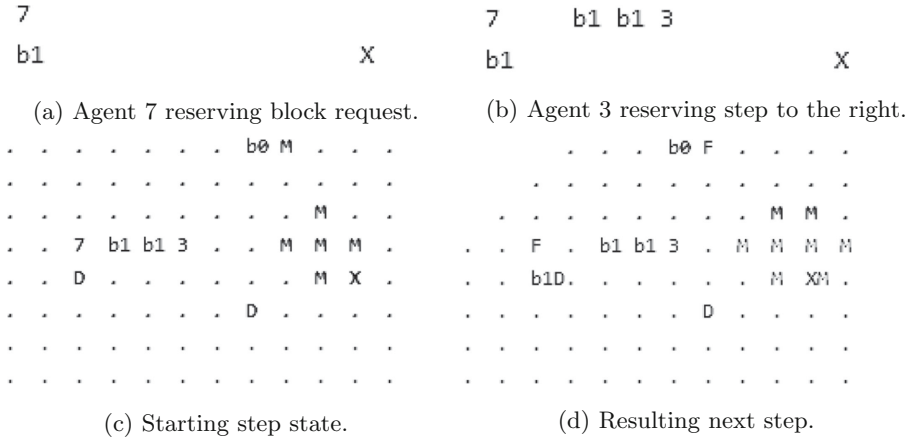 7
b1 X
(a) Agent 7 reserving block request.
7 b1 b1 3
b1 X
(b) Agent 3 reserving step to the right.
. . . . . . . b0 M . . .
. . . . . . . . . . . .
. . . . . . . . . M . .
. . 7 b1 b1 3 . . M M M .
. . D . . . . . . M X .
. . . . . . . D . . . .
. . . . . . . . . . . .
. . . . . . . . . . . .
(c) Starting step state.
. . . b0 F . . . .
. . . . . . . . . .
. . . . . . . . M M .
. . F . b1 b1 3 . M M M M
. . b1D. . . . . . M XM .
. . . . . . . D . . . .
. . . . . . . . . . . .
. . . . . . . . . . . .
(d) Resulting next step.